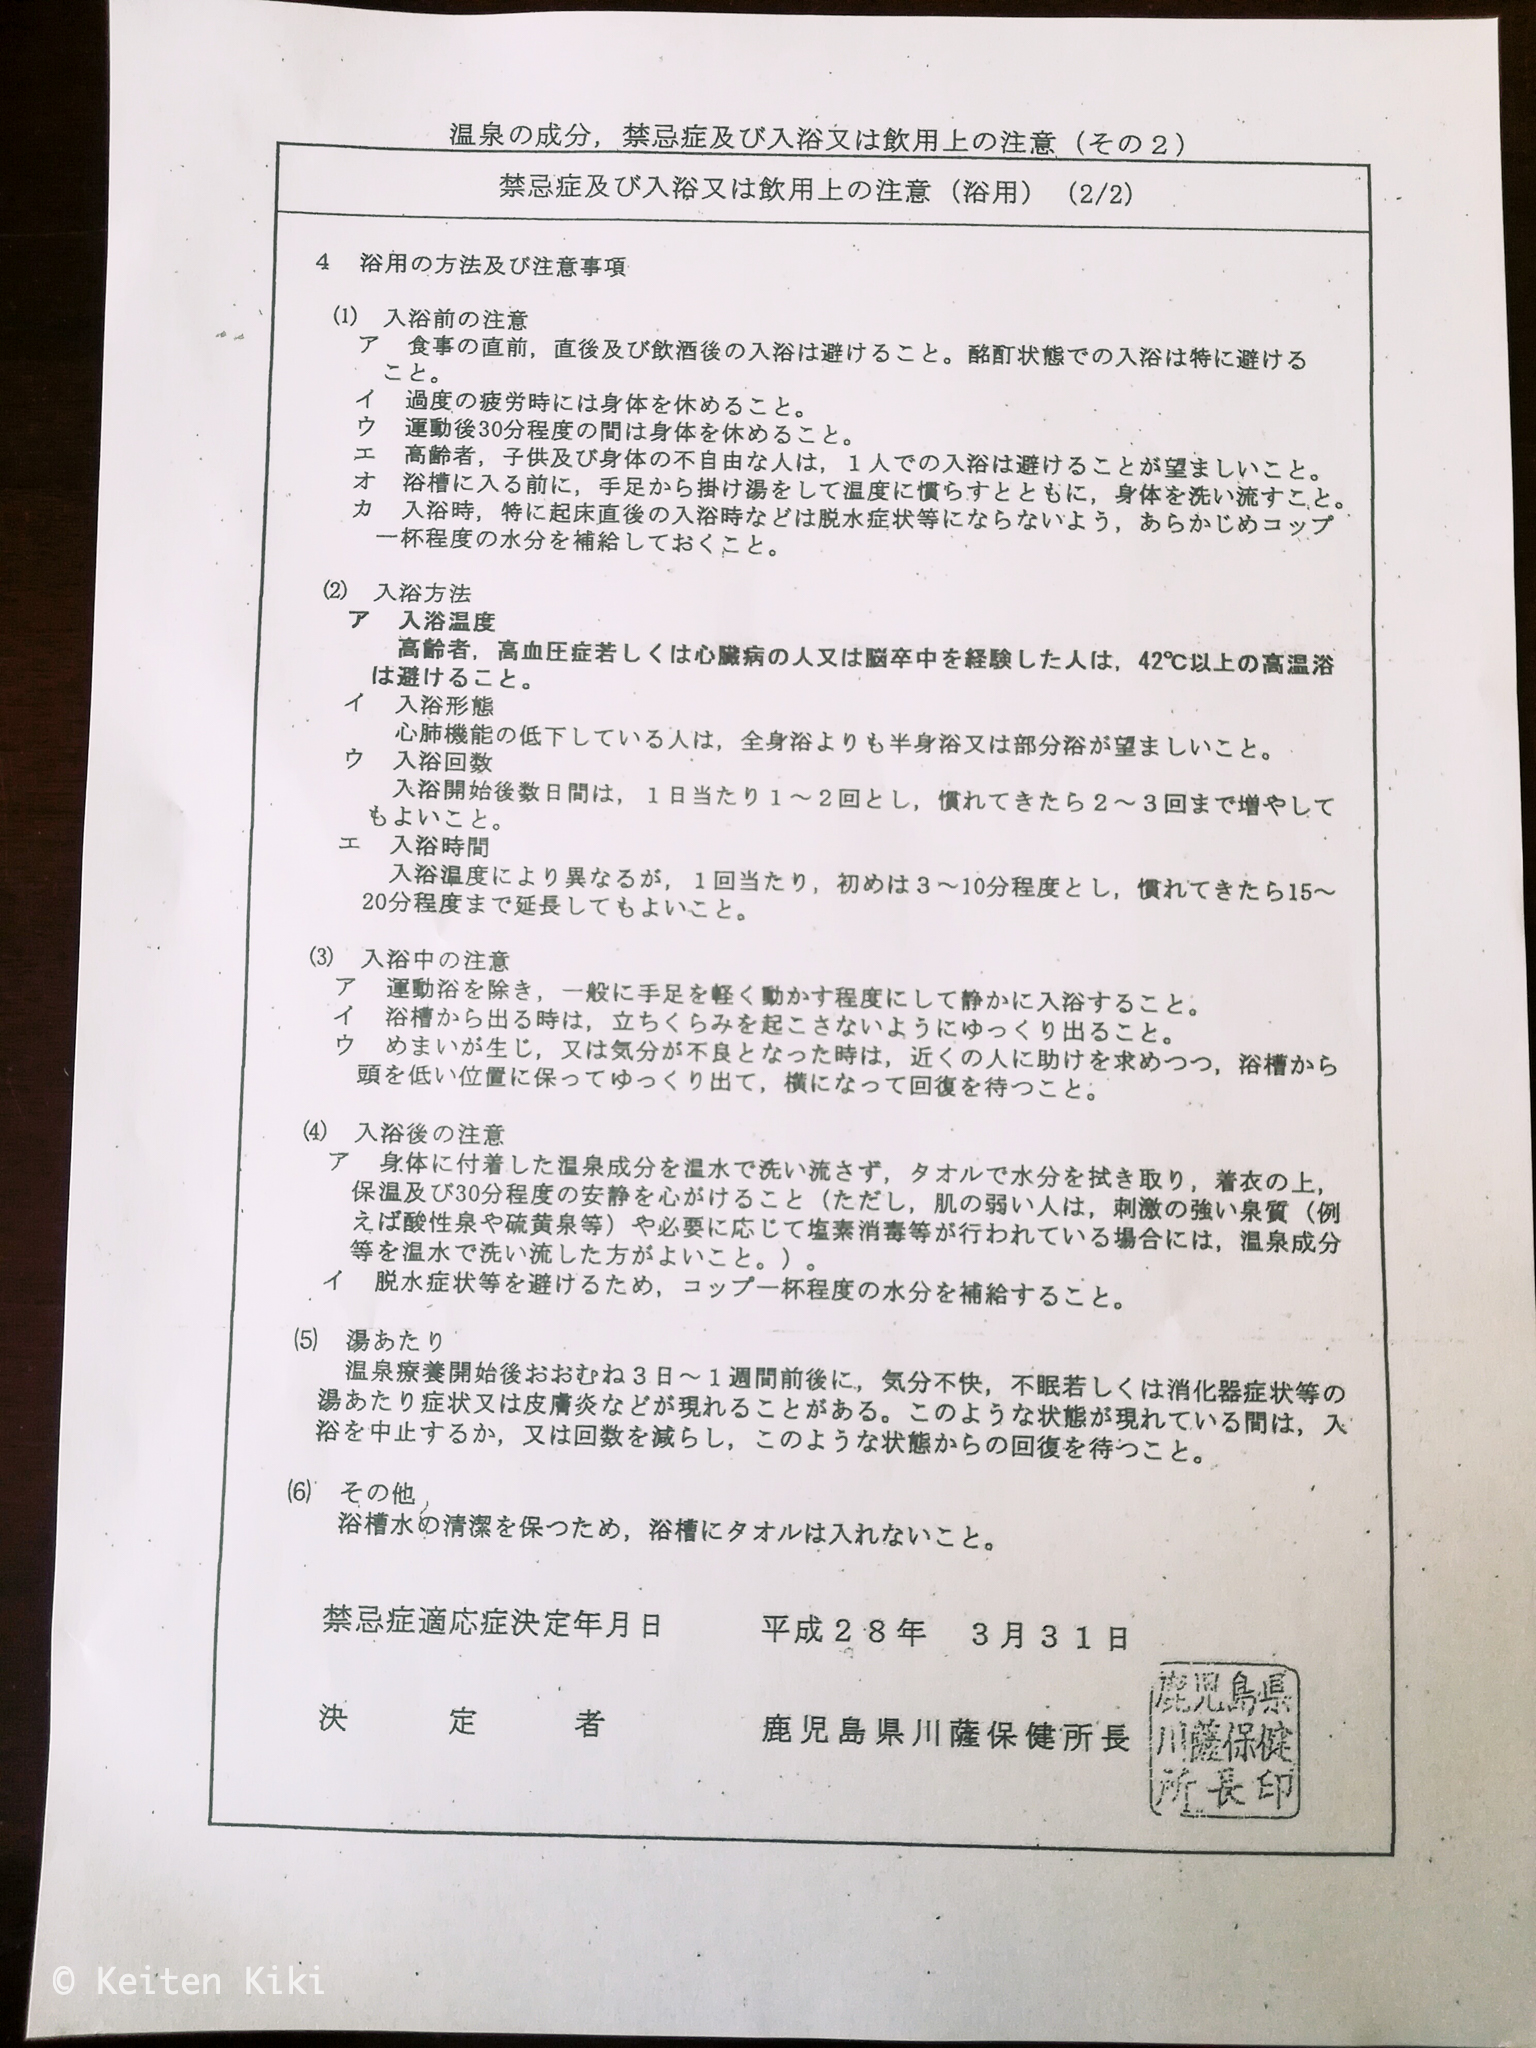 温泉の成分，禁忌症及び入浴又は飲用上の注意（その２）
禁忌症及び入浴又は飲用上の注意（浴用）（2/2）
４　浴用の方法及び注意事項
⑴　入浴前の注意
ア　食事の直前，直後及び飲酒後の入浴は避けること。酩酊状態での入浴は特に避ける
こと。
イ　過度の疲労時には身体を休めること。
ウ　運動後30分程度の間は身体を休めること。
エ　高齢者，子供及び身体の不自由な人は，１人での入浴は避けることが望ましいこと。
オ　浴槽に入る前に，手足から掛け湯をして温度に慣らすとともに，身体を洗い流すこと。
カ　入浴時，特に起床直後の入浴時などは脱水症状等にならないよう，あらかじめコップ
一杯程度の水分を補給しておくこと。
⑵　入浴方法
ア　入浴温度
高齢者，高血圧症若しくは心臓病の人又は脳卒中を経験した人は，42℃以上の高温浴
は避けること。
イ　入浴形態
心肺機能の低下している人は，全身浴よりも半身浴又は部分浴が望ましいこと。
ウ　入浴回数
入浴開始後数日間は，１日当たり１～２回とし，慣れてきたら２～３回まで増やして
もよいこと。
エ　入浴時間
入浴温度により異なるが，１回当たり，初めは３～10分程度とし，慣れてきたら15～
20分程度まで延長してもよいこと。
⑶　入浴中の注意
ア　運動浴を除き，一般に手足を軽く動かす程度にして静かに入浴すること。
イ　浴槽から出る時は，立ちくらみを起こさないようにゆっくり出ること。
ウ　めまいが生じ，又は気分が不良となった時は，近くの人に助けを求めつつ，浴槽から
頭を低い位置に保ってゆっくり出て，横になって回復を待つこと。
⑷　入浴後の注意
ア　身体に付着した温泉成分を温水で洗い流さず，タオルで水分を拭き取り，着衣の上，
保温及び30分程度の安静を心がけること（ただし，肌の弱い人は，刺激の強い泉質（例
えば酸性泉や硫黄泉等）や必要に応じて塩素消毒等が行われている場合には，温泉成分
等を温水で洗い流した方がよいこと。）。
イ　脱水症状等を避けるため，コップ一杯程度の水分を補給すること。
⑸　湯あたり
温泉療養開始後おおむね３日～１週間前後に，気分不快，不眠若しくは消化器症状等の
湯あたり症状又は皮膚炎などが現れることがある。このような状態が現れている間は，入
浴を中止するか，又は回数を減らし，このような状態からの回復を待つこと。
⑹　その他
浴槽水の清潔を保つため，浴槽にタオルは入れないこと。
禁忌症適応症決定年月日　平成２８年　３月３１日
決　定　者　鹿児島県川薩保健所長
鹿児島県
川薩保健
所長印
© Keiten Kiki